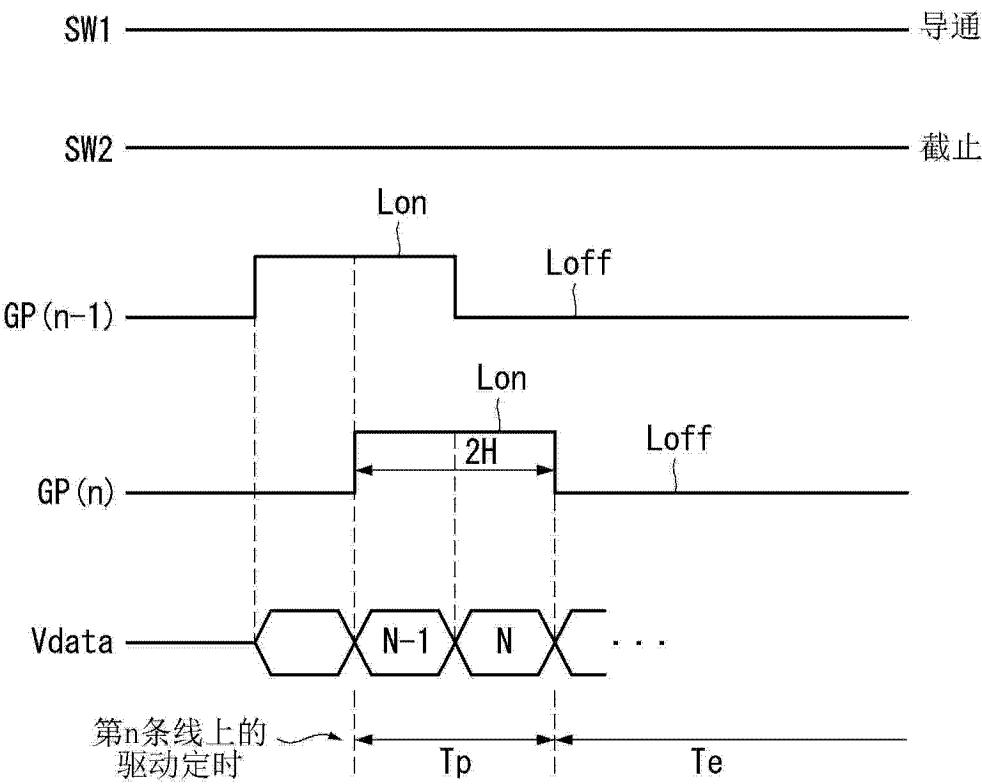 SW1 导通
SW2 截止
Lon
Loff
GP(n-1)
Lon
2H
Loff
GP(n)
Vdata N-1 N ...
第n条线上的
驱动定时
Tp Te